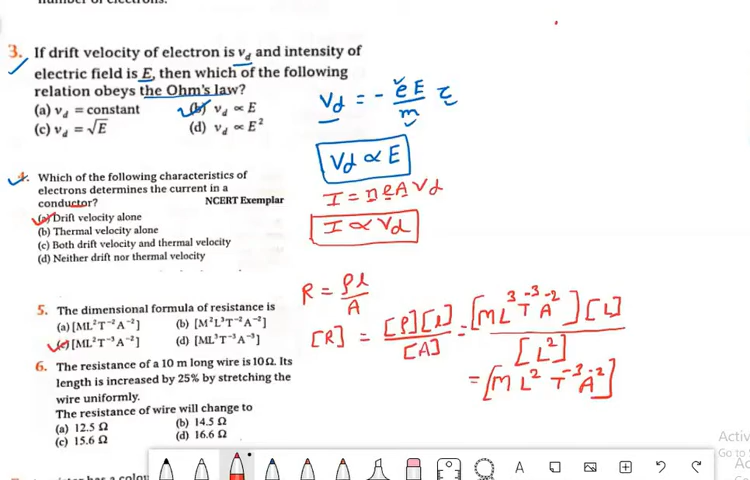 number of electrons.
3. If drift velocity of electron is v_d and intensity of
electric field is E, then which of the following
relation obeys the Ohm's law?
(a) v_d = constant (b) v_d ∝ E
(c) v_d = √E (d) v_d ∝ E²
v_d = - eE/m τ
v_d ∝ E
4. Which of the following characteristics of
electrons determines the current in a
conductor? NCERT Exemplar
(a) Drift velocity alone
(b) Thermal velocity alone
(c) Both drift velocity and thermal velocity
(d) Neither drift nor thermal velocity
I = neAv_d
I ∝ v_d
5. The dimensional formula of resistance is
(a) [ML²T⁻²A⁻²] (b) [M²L³T⁻²A⁻²]
(c) [ML²T⁻³A⁻²] (d) [ML³T⁻³A⁻³]
R = ρl/A
[R] = [ρ][l]/[A] = [ML³T⁻³A⁻²][L]/[L²]
= [ML²T⁻³A⁻²]
6. The resistance of a 10 m long wire is 10Ω. Its
length is increased by 25% by stretching the
wire uniformly.
The resistance of wire will change to
(a) 12.5 Ω (b) 14.5 Ω
(c) 15.6 Ω (d) 16.6 Ω
A
Activ
Go to S